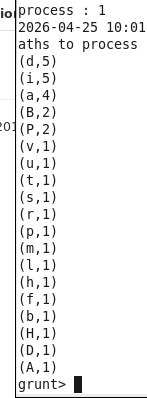 process : 1
2026-04-25 10:01
aths to process
(d,5)
(i,5)
(a,4)
(B,2)
(P,2)
(v,1)
(u,1)
(t,1)
(s,1)
(r,1)
(p,1)
(m,1)
(l,1)
(h,1)
(f,1)
(b,1)
(H,1)
(D,1)
(A,1)
grunt>